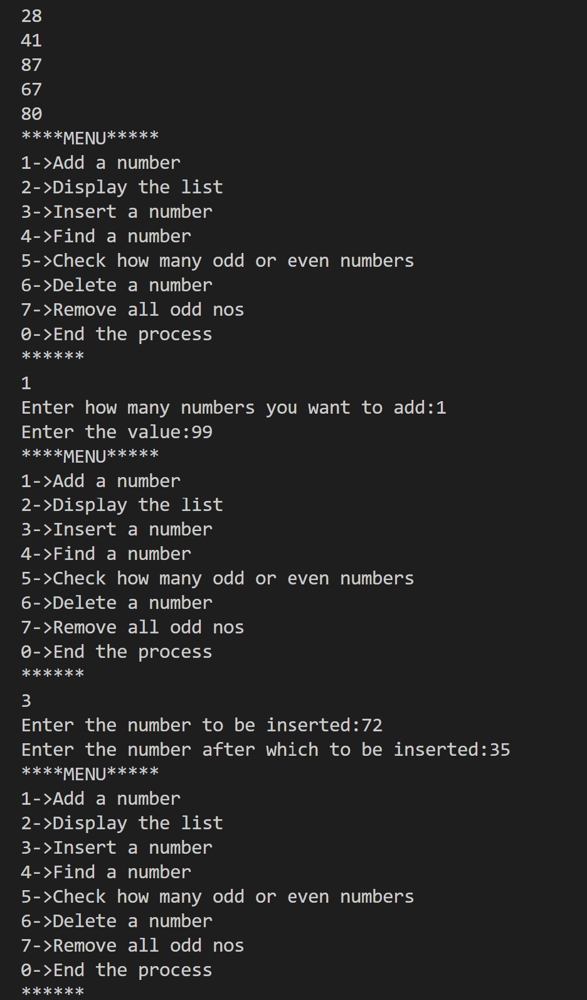 28
41
87
67
80
****MENU*****
1->Add a number
2->Display the list
3->Insert a number
4->Find a number
5->Check how many odd or even numbers
6->Delete a number
7->Remove all odd nos
0->End the process
******
1
Enter how many numbers you want to add:1
Enter the value:99
****MENU*****
1->Add a number
2->Display the list
3->Insert a number
4->Find a number
5->Check how many odd or even numbers
6->Delete a number
7->Remove all odd nos
0->End the process
******
3
Enter the number to be inserted:72
Enter the number after which to be inserted:35
****MENU*****
1->Add a number
2->Display the list
3->Insert a number
4->Find a number
5->Check how many odd or even numbers
6->Delete a number
7->Remove all odd nos
0->End the process
******